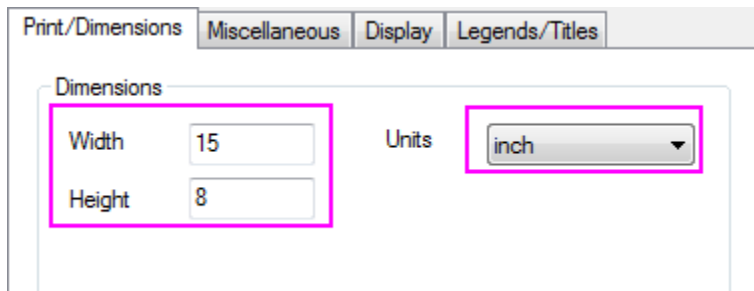 Print/Dimensions Miscellaneous Display Legends/Titles
Dimensions
Width 15 Units inch
Height 8